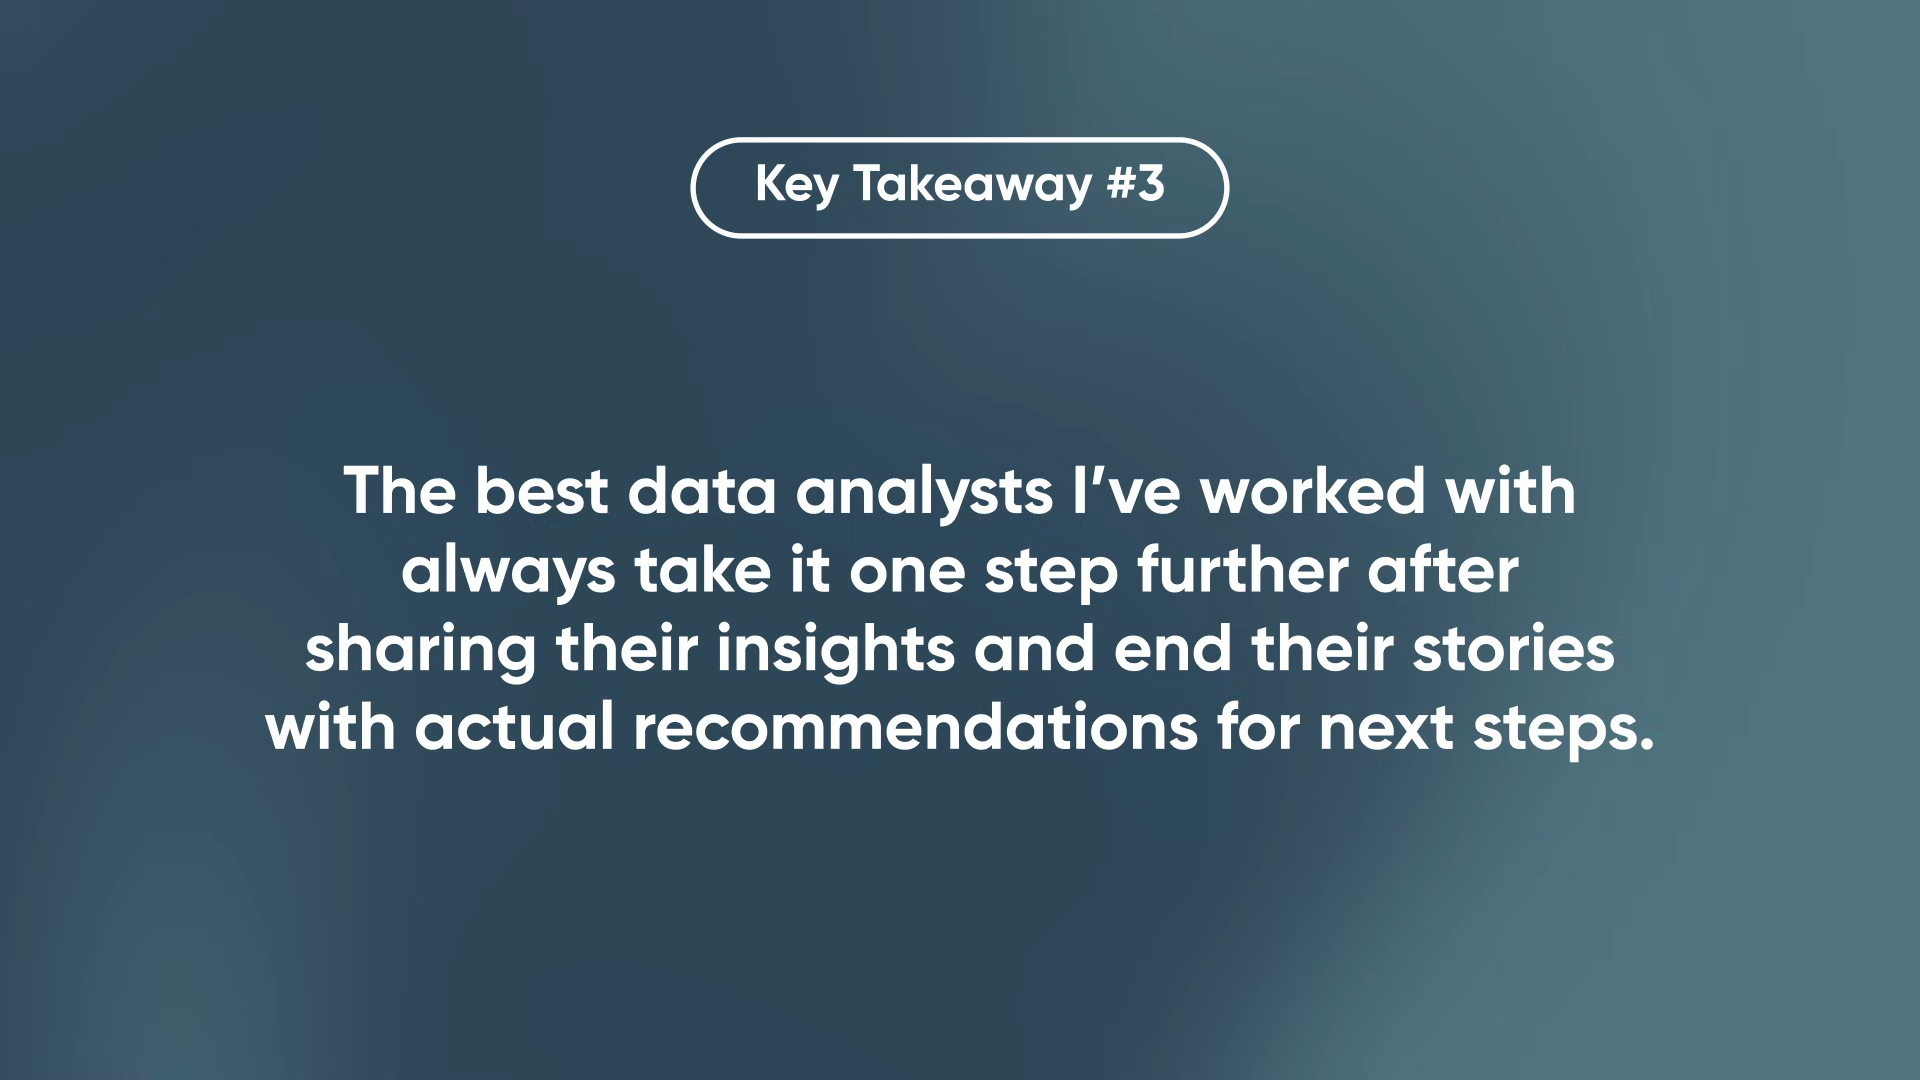 Key Takeaway #3
The best data analysts I’ve worked with
always take it one step further after
sharing their insights and end their stories
with actual recommendations for next steps.